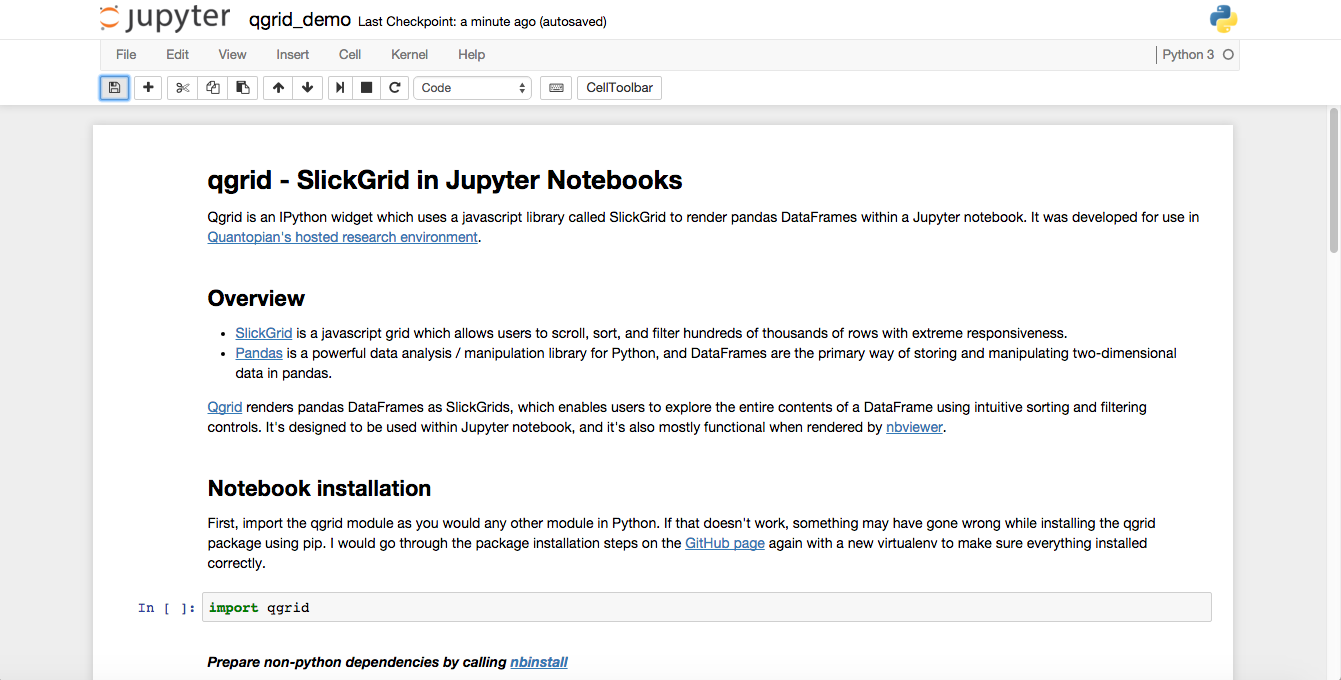 jupyter qgrid_demo Last Checkpoint: a minute ago (autosaved)
File Edit View Insert Cell Kernel Help Python 3
Code CellToolbar
qgrid - SlickGrid in Jupyter Notebooks
Qgrid is an IPython widget which uses a javascript library called SlickGrid to render pandas DataFrames within a Jupyter notebook. It was developed for use in
Quantopian's hosted research environment.
Overview
• SlickGrid is a javascript grid which allows users to scroll, sort, and filter hundreds of thousands of rows with extreme responsiveness.
• Pandas is a powerful data analysis / manipulation library for Python, and DataFrames are the primary way of storing and manipulating two-dimensional
data in pandas.
Qgrid renders pandas DataFrames as SlickGrids, which enables users to explore the entire contents of a DataFrame using intuitive sorting and filtering
controls. It's designed to be used within Jupyter notebook, and it's also mostly functional when rendered by nbviewer.
Notebook installation
First, import the qgrid module as you would any other module in Python. If that doesn't work, something may have gone wrong while installing the qgrid
package using pip. I would go through the package installation steps on the GitHub page again with a new virtualenv to make sure everything installed
correctly.
In [ ]: import qgrid
Prepare non-python dependencies by calling nbinstall